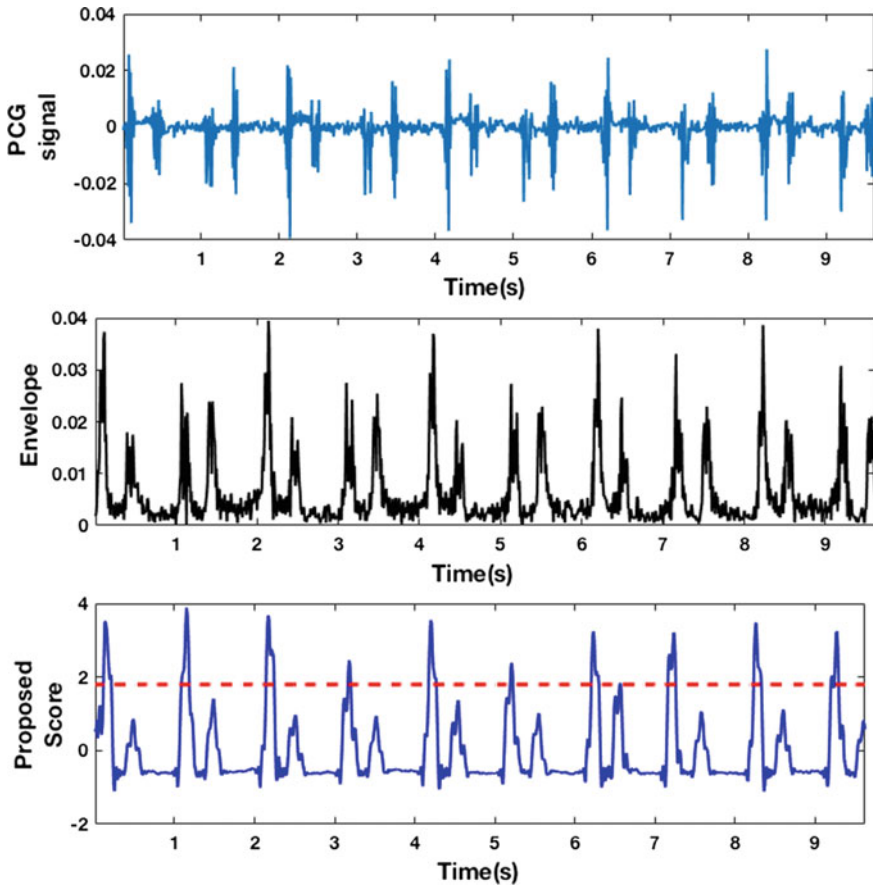 0.04
0.02
0
-0.02
-0.04
PCG
signal
1 2 3 4 5 6 7 8 9
Time(s)
0.04
0.03
0.02
0.01
0
Envelope
1 2 3 4 5 6 7 8 9
Time(s)
4
2
0
-2
Proposed
Score
1 2 3 4 5 6 7 8 9
Time(s)